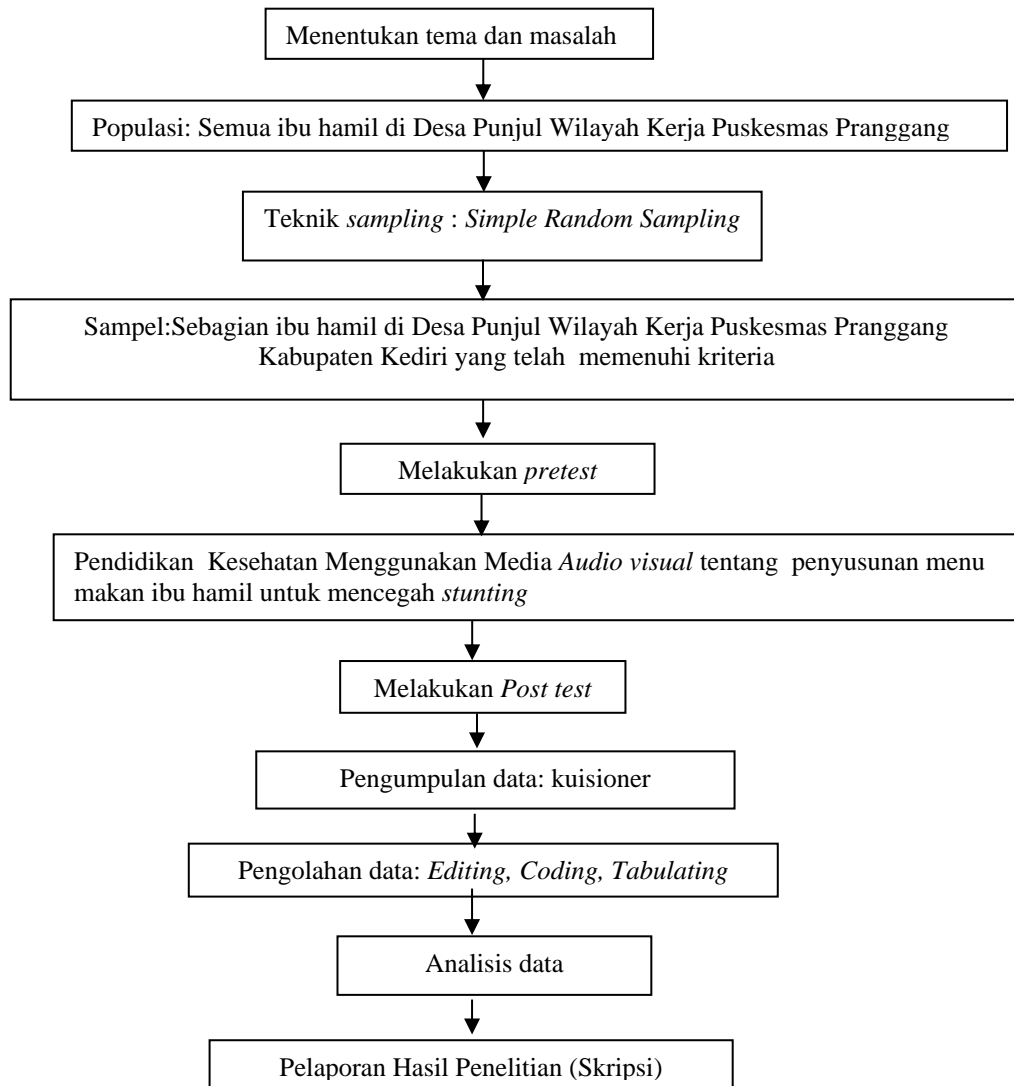 Menentukan tema dan masalah
Populasi: Semua ibu hamil di Desa Punjul Wilayah Kerja Puskesmas Pranggang
Teknik sampling : Simple Random Sampling
Sampel:Sebagian ibu hamil di Desa Punjul Wilayah Kerja Puskesmas Pranggang
Kabupaten Kediri yang telah memenuhi kriteria
Melakukan pretest
Pendidikan Kesehatan Menggunakan Media Audio visual tentang penyusunan menu
makan ibu hamil untuk mencegah stunting
Melakukan Post test
Pengumpulan data: kuisioner
Pengolahan data: Editing, Coding, Tabulating
Analisis data
Pelaporan Hasil Penelitian (Skripsi)